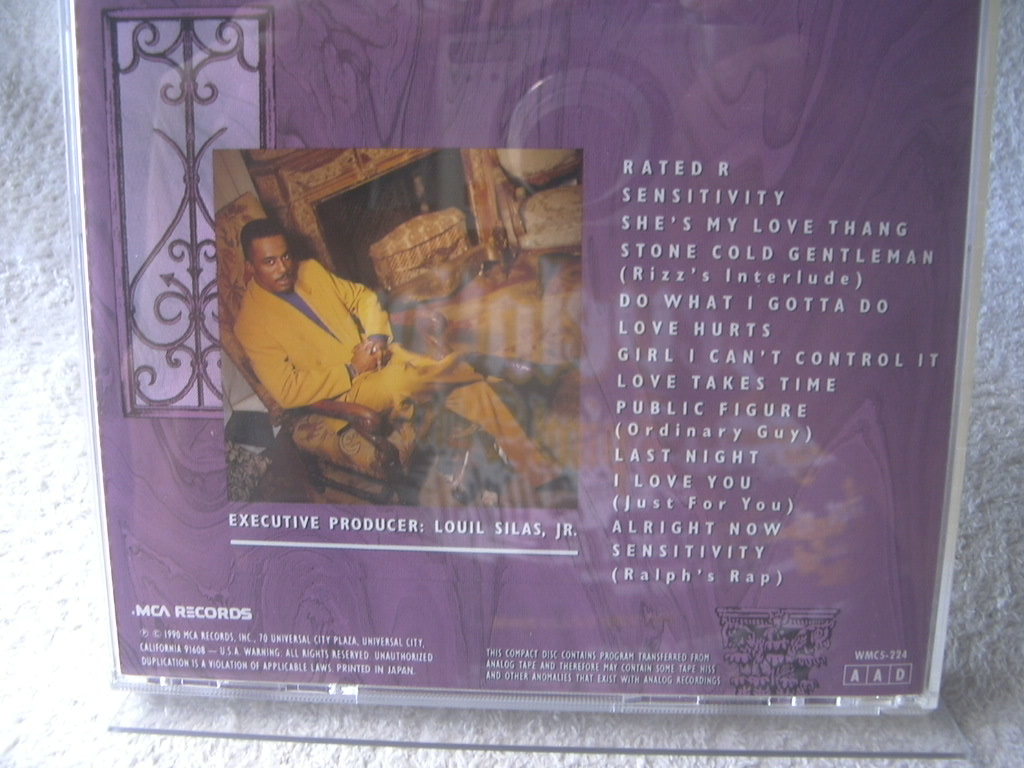 RATED R
SENSITIVITY
SHE'S MY LOVE THANG
STONE COLD GENTLEMAN
(Rizz's Interlude)
DO WHAT I GOTTA DO
LOVE HURTS
GIRL I CAN'T CONTROL IT
LOVE TAKES TIME
PUBLIC FIGURE
(Ordinary Guy)
LAST NIGHT
I LOVE YOU
(Just For You)
ALRIGHT NOW
SENSITIVITY
(Ralph's Rap)
EXECUTIVE PRODUCER: LOUIL SILAS, JR.
.MCA RECORDS
℗ © 1990 MCA RECORDS, INC., 70 UNIVERSAL CITY PLAZA, UNIVERSAL CITY,
CALIFORNIA 91608 — U.S.A. WARNING: ALL RIGHTS RESERVED. UNAUTHORIZED
DUPLICATION IS A VIOLATION OF APPLICABLE LAWS. PRINTED IN JAPAN.
THIS COMPACT DISC CONTAINS PROGRAM TRANSFERRED FROM
ANALOG TAPE AND THEREFORE MAY CONTAIN SOME TAPE HISS
AND OTHER ANOMALIES THAT EXIST WITH ANALOG RECORDINGS
WMC5-224
A A D